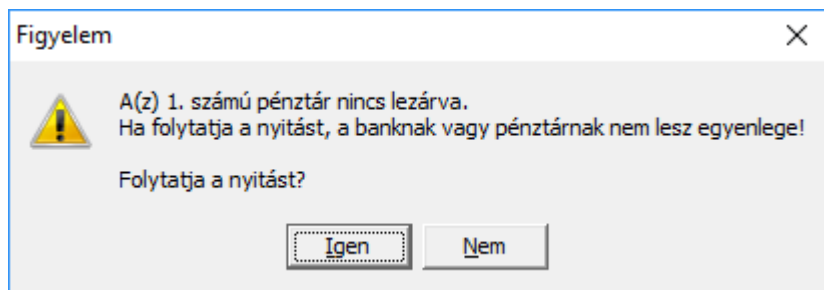 Figyelem
A(z) 1. számú pénztár nincs lezárva.
Ha folytatja a nyitást, a banknak vagy pénztárnak nem lesz egyenlege!
Folytatja a nyitást?
Igen
Nem